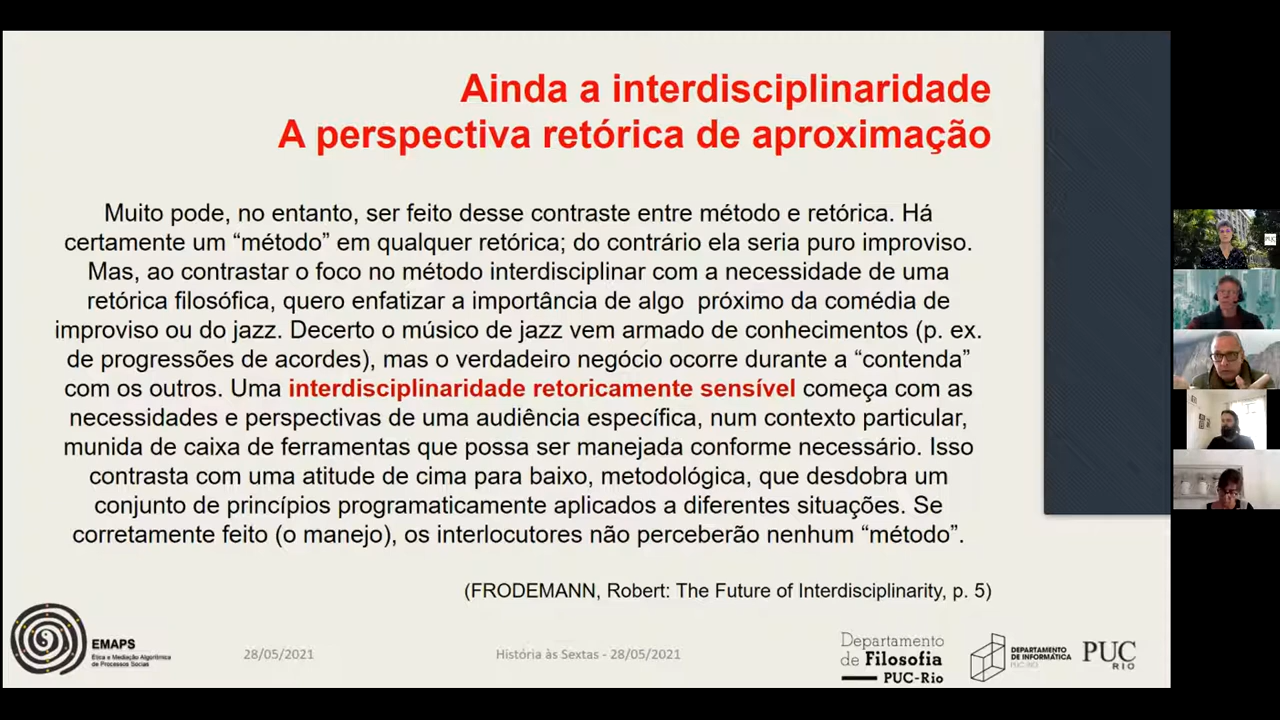 Ainda a interdisciplinaridade
A perspectiva retórica de aproximação
Muito pode, no entanto, ser feito desse contraste entre método e retórica. Há
certamente um “método” em qualquer retórica; do contrário ela seria puro improviso.
Mas, ao contrastar o foco no método interdisciplinar com a necessidade de uma
retórica filosófica, quero enfatizar a importância de algo próximo da comédia de
improviso ou do jazz. Decerto o músico de jazz vem armado de conhecimentos (p. ex.
de progressões de acordes), mas o verdadeiro negócio ocorre durante a “contenda”
com os outros. Uma interdisciplinaridade retoricamente sensível começa com as
necessidades e perspectivas de uma audiência específica, num contexto particular,
munida de caixa de ferramentas que possa ser manejada conforme necessário. Isso
contrasta com uma atitude de cima para baixo, metodológica, que desdobra um
conjunto de princípios programaticamente aplicados a diferentes situações. Se
corretamente feito (o manejo), os interlocutores não perceberão nenhum “método”.
(FRODEMANN, Robert: The Future of Interdisciplinarity, p. 5)
EMAPS
Ética e Mediação Algorítmica
de Processos Sociais
28/05/2021
História às Sextas - 28/05/2021
Departamento
de Filosofia
PUC-Rio
DEPARTAMENTO
DE INFORMÁTICA
PUC-RIO
PUC
RIO